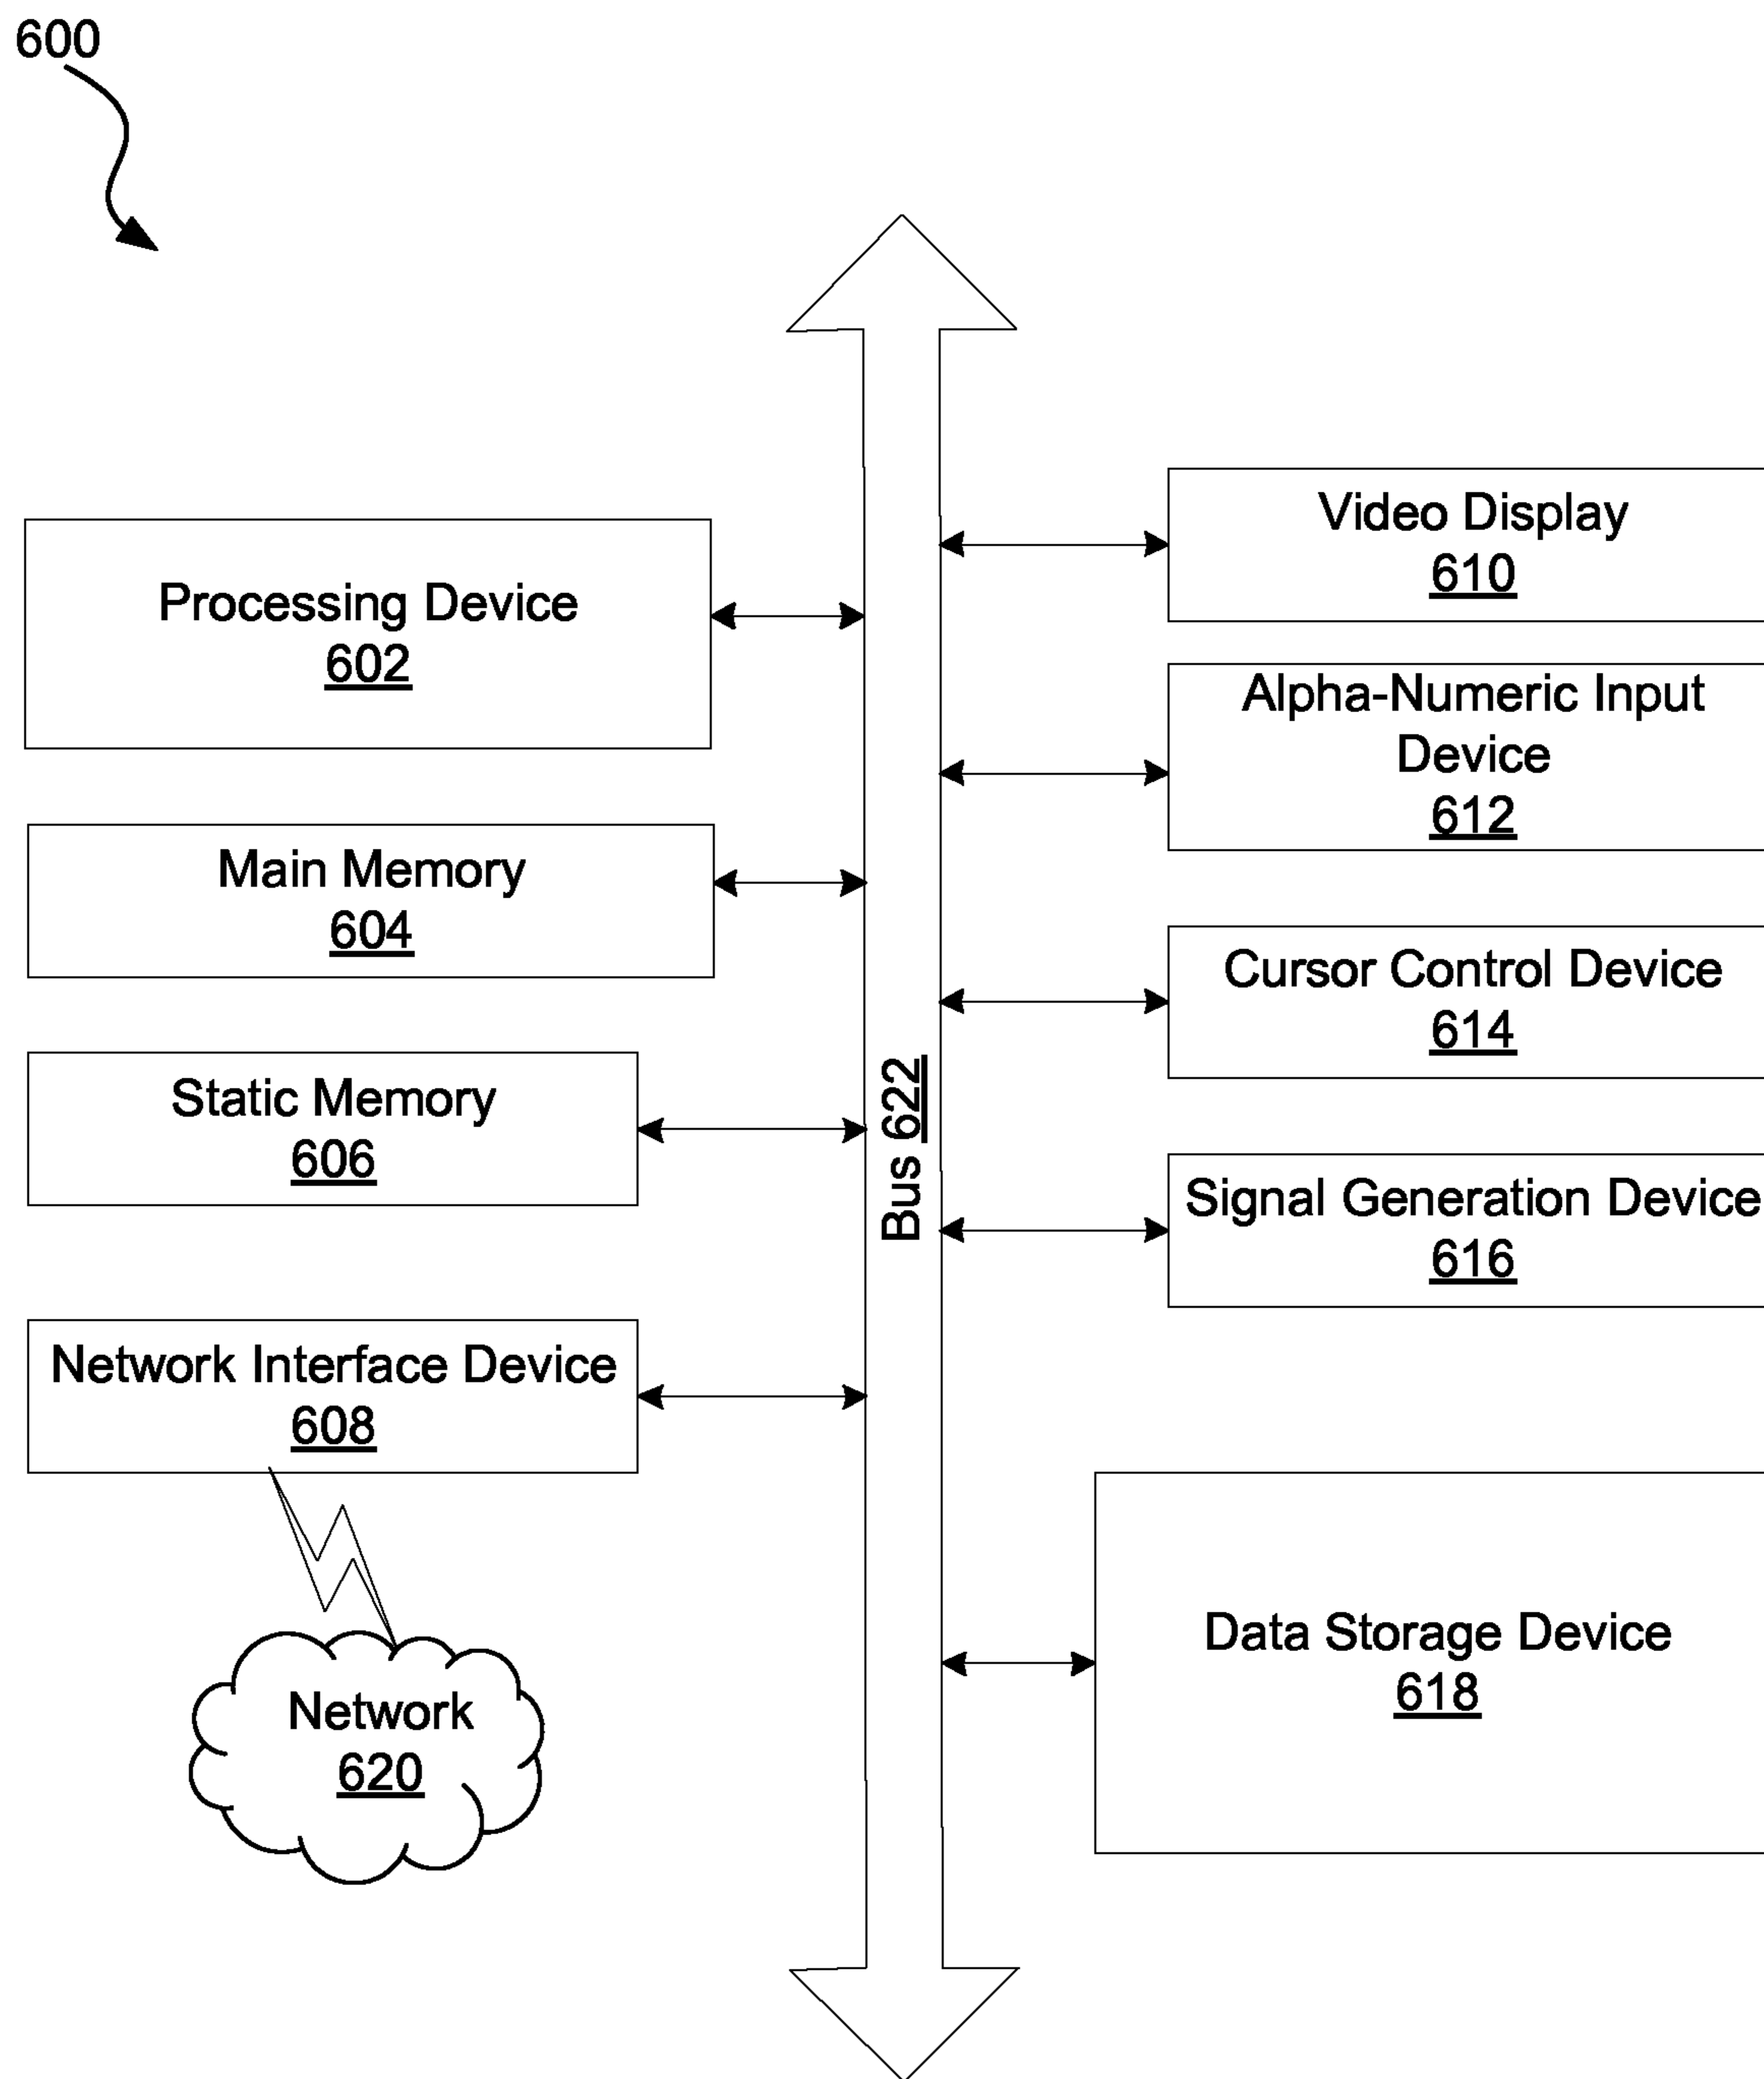 600
Processing Device
602
Main Memory
604
Static Memory
606
Network Interface Device
608
Network
620
Bus 622
Video Display
610
Alpha-Numeric Input
Device
612
Cursor Control Device
614
Signal Generation Device
616
Data Storage Device
618